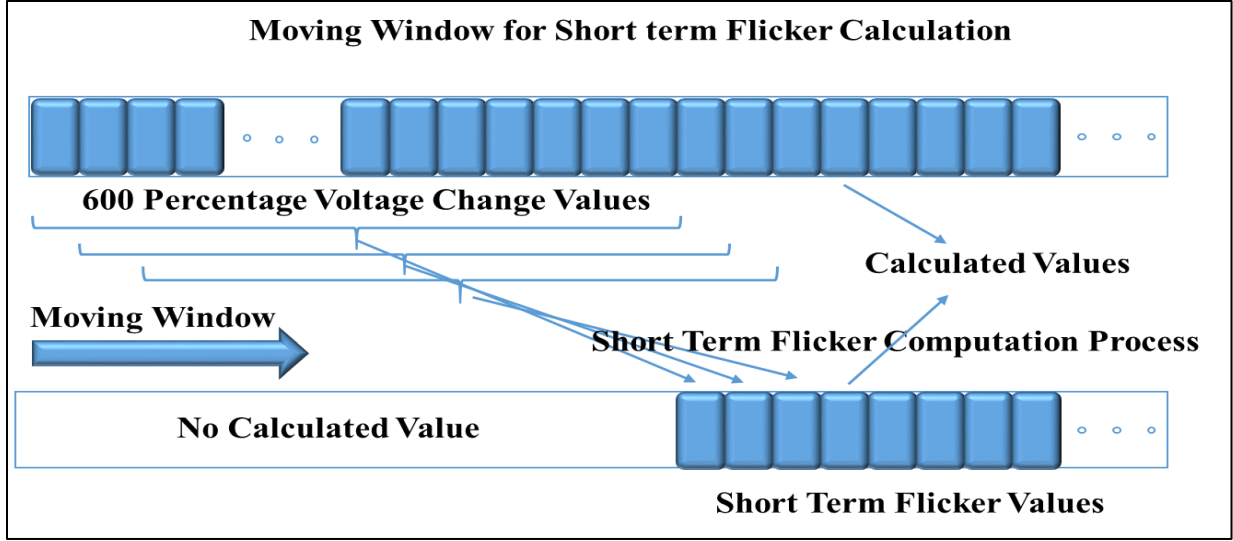 Moving Window for Short term Flicker Calculation
600 Percentage Voltage Change Values
Calculated Values
Moving Window
Short Term Flicker Computation Process
No Calculated Value
Short Term Flicker Values